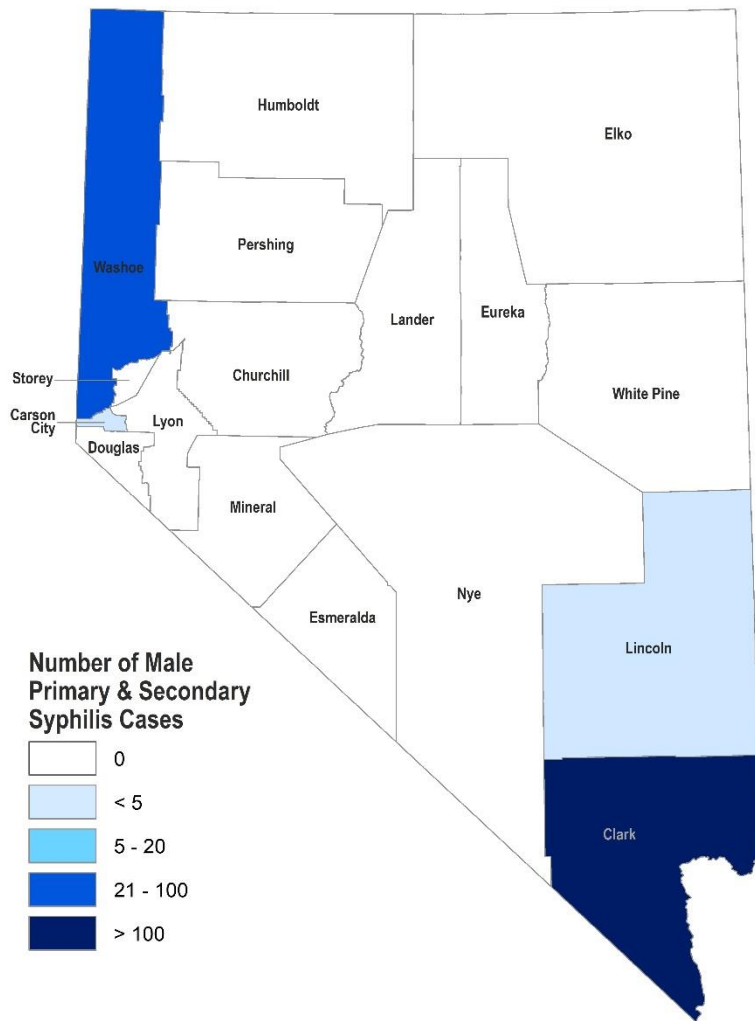 Humboldt
Elko
Pershing
Washoe
Lander
Eureka
Churchill
Storey
White Pine
Carson
City
Lyon
Douglas
Mineral
Nye
Esmeralda
Lincoln
Number of Male
Primary & Secondary
Syphilis Cases
0
< 5
5 - 20
21 - 100
> 100
Clark